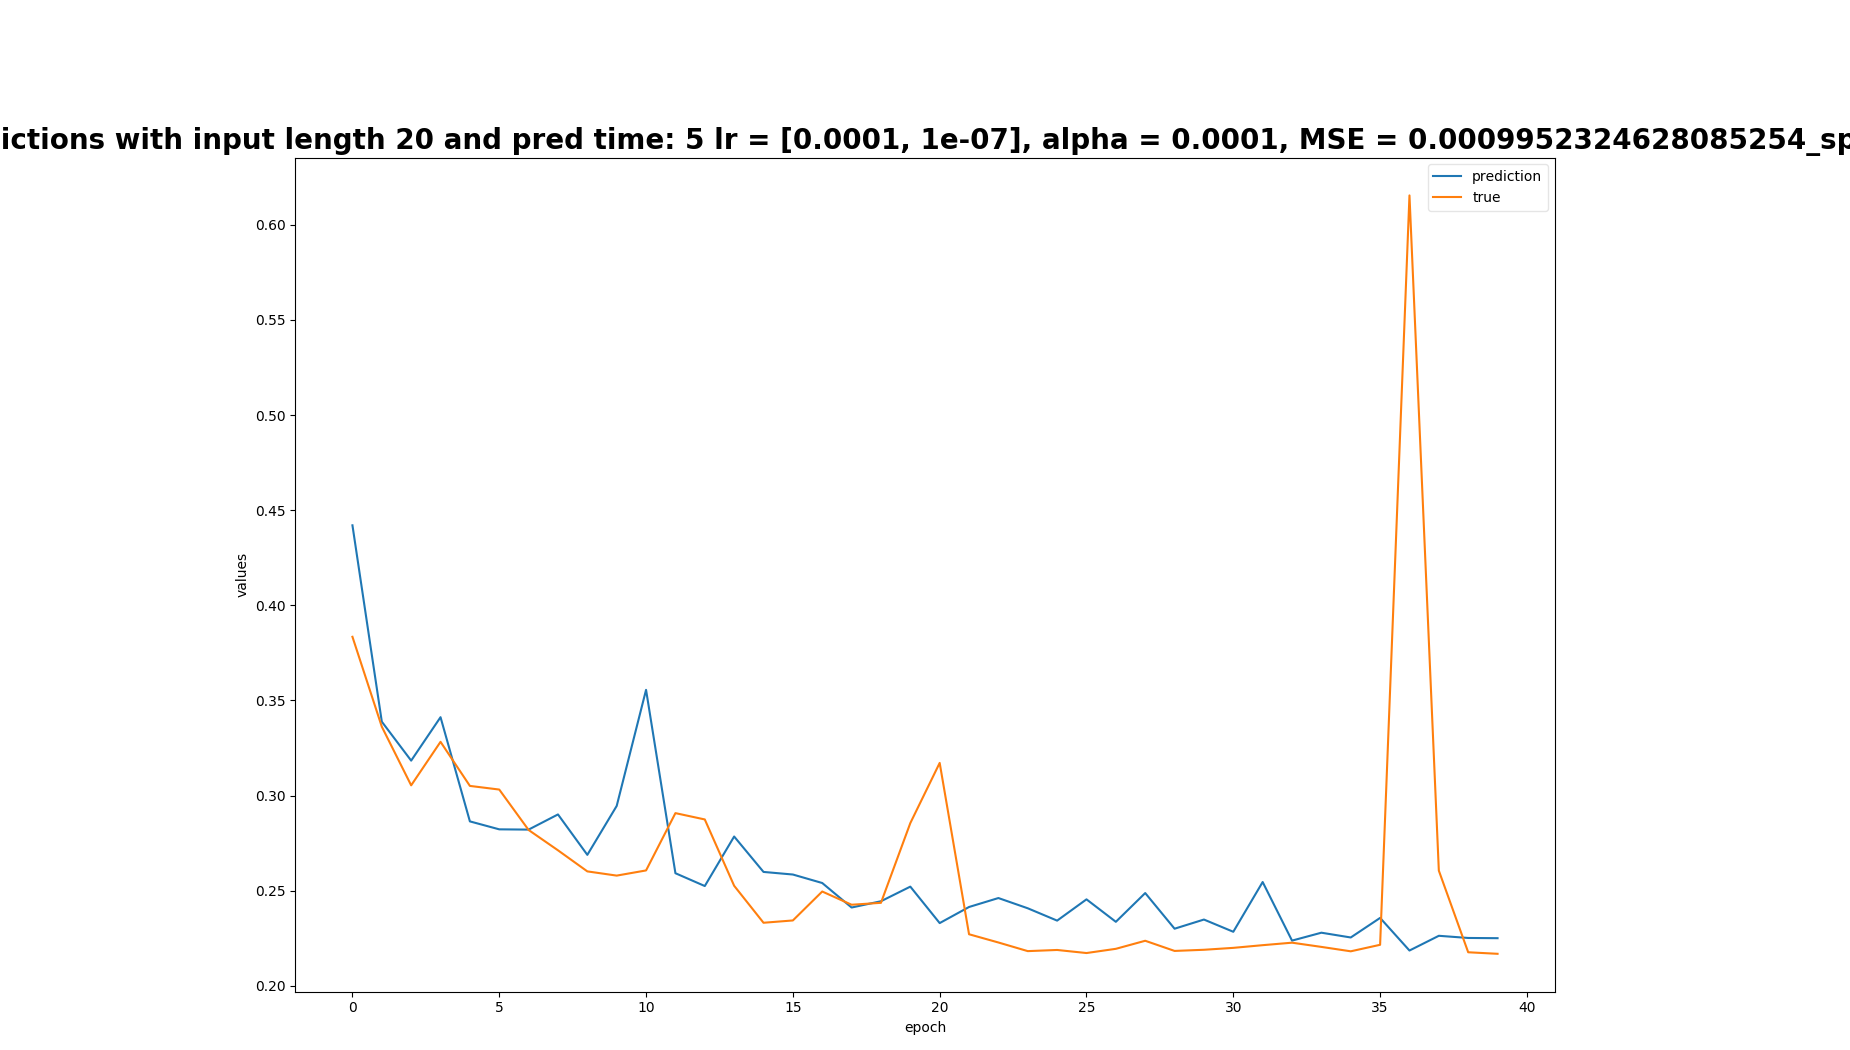 ictions with input length 20 and pred time: 5 lr = [0.0001, 1e-07], alpha = 0.0001, MSE = 0.0009952324628085254_sp
prediction
true
0.60
0.55
0.50
0.45
0.40
0.35
0.30
0.25
0.20
values
0 5 10 15 20 25 30 35 40
epoch